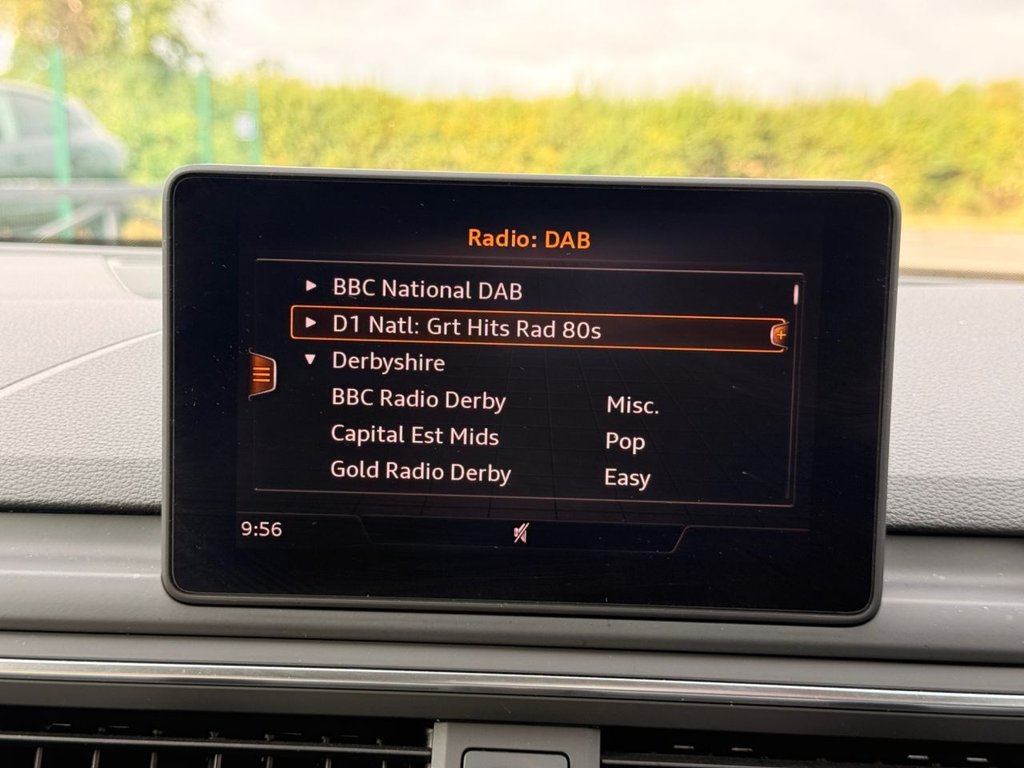 Radio: DAB
BBC National DAB
D1 Natl: Grt Hits Rad 80s
Derbyshire
BBC Radio Derby Misc.
Capital Est Mids Pop
Gold Radio Derby Easy
9:56